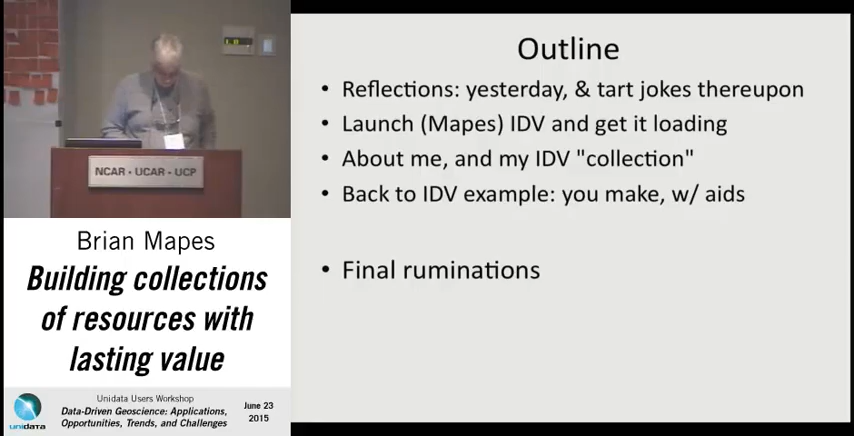 NCAR • UCAR • UCP
Brian Mapes
Building collections
of resources with
lasting value
unidata
Unidata Users Workshop
Data-Driven Geoscience: Applications,
Opportunities, Trends, and Challenges
June 23
2015
Outline
• Reflections: yesterday, & tart jokes thereupon
• Launch (Mapes) IDV and get it loading
• About me, and my IDV "collection"
• Back to IDV example: you make, w/ aids
• Final ruminations